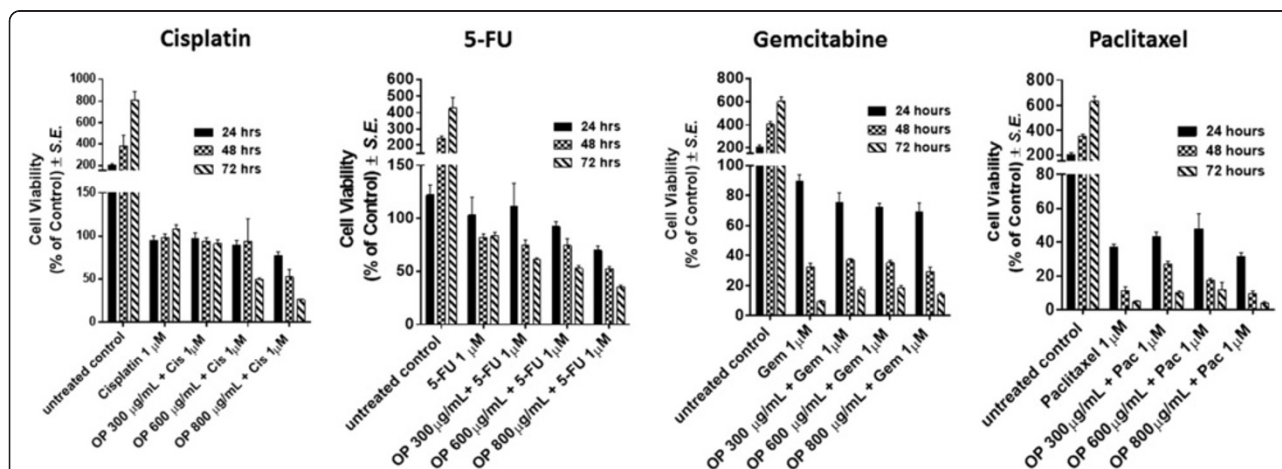 Cisplatin
Cell Viability
(% of Control) ± S.E.
1000
800
600
400
200
150
100
50
0
24 hrs
48 hrs
72 hrs
untreated control
Cisplatin 1 µM
OP 300 µg/mL + Cis 1µM
OP 600 µg/mL + Cis 1µM
OP 800 µg/mL + Cis 1µM
5-FU
Cell Viability
(% of Control) ± S.E.
600
500
400
300
200
150
100
50
0
24 hrs
48 hrs
72 hrs
untreated control
5-FU 1 µM
OP 300µg/mL+ 5-FU 1µM
OP 600µg/mL + 5-FU 1µM
OP 800µg/mL + 5-FU 1µM
Gemcitabine
Cell Viability
(% of Control) ± S.E.
800
600
400
200
100
80
60
40
20
0
24 hours
48 hours
72 hours
untreated control
Gem 1µM
OP 300 µg/mL + Gem 1µM
OP 600 µg/mL + Gem 1µM
OP 800 µg/mL + Gem 1µM
Paclitaxel
Cell Viability
(% of Control) ± S.E.
800
600
400
200
80
60
40
20
0
24 hours
48 hours
72 hours
untreated control
Paclitaxel 1µM
OP 300µg/mL + Pac 1µM
OP 600µg/mL + Pac 1µM
OP 800µg/mL + Pac 1µM